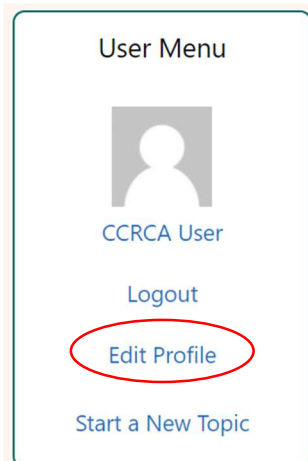 User Menu
CCRCA User
Logout
Edit Profile
Start a New Topic